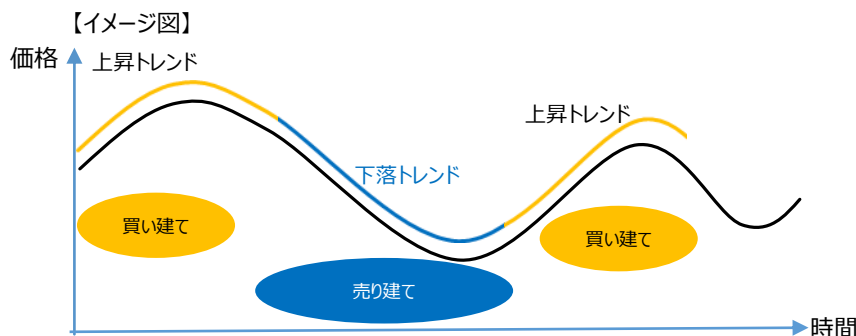 【イメージ図】
価格
上昇トレンド
上昇トレンド
下落トレンド
買い建て
買い建て
売り建て
時間